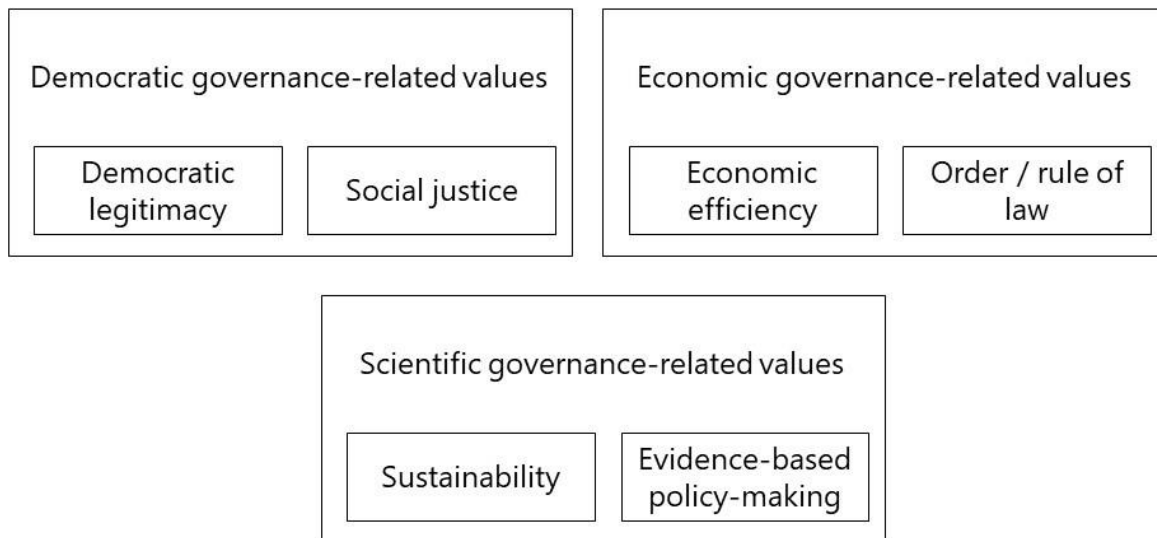 Democratic governance-related values
Democratic
legitimacy
Social justice
Economic governance-related values
Economic
efficiency
Order / rule of
law
Scientific governance-related values
Sustainability
Evidence-based
policy-making